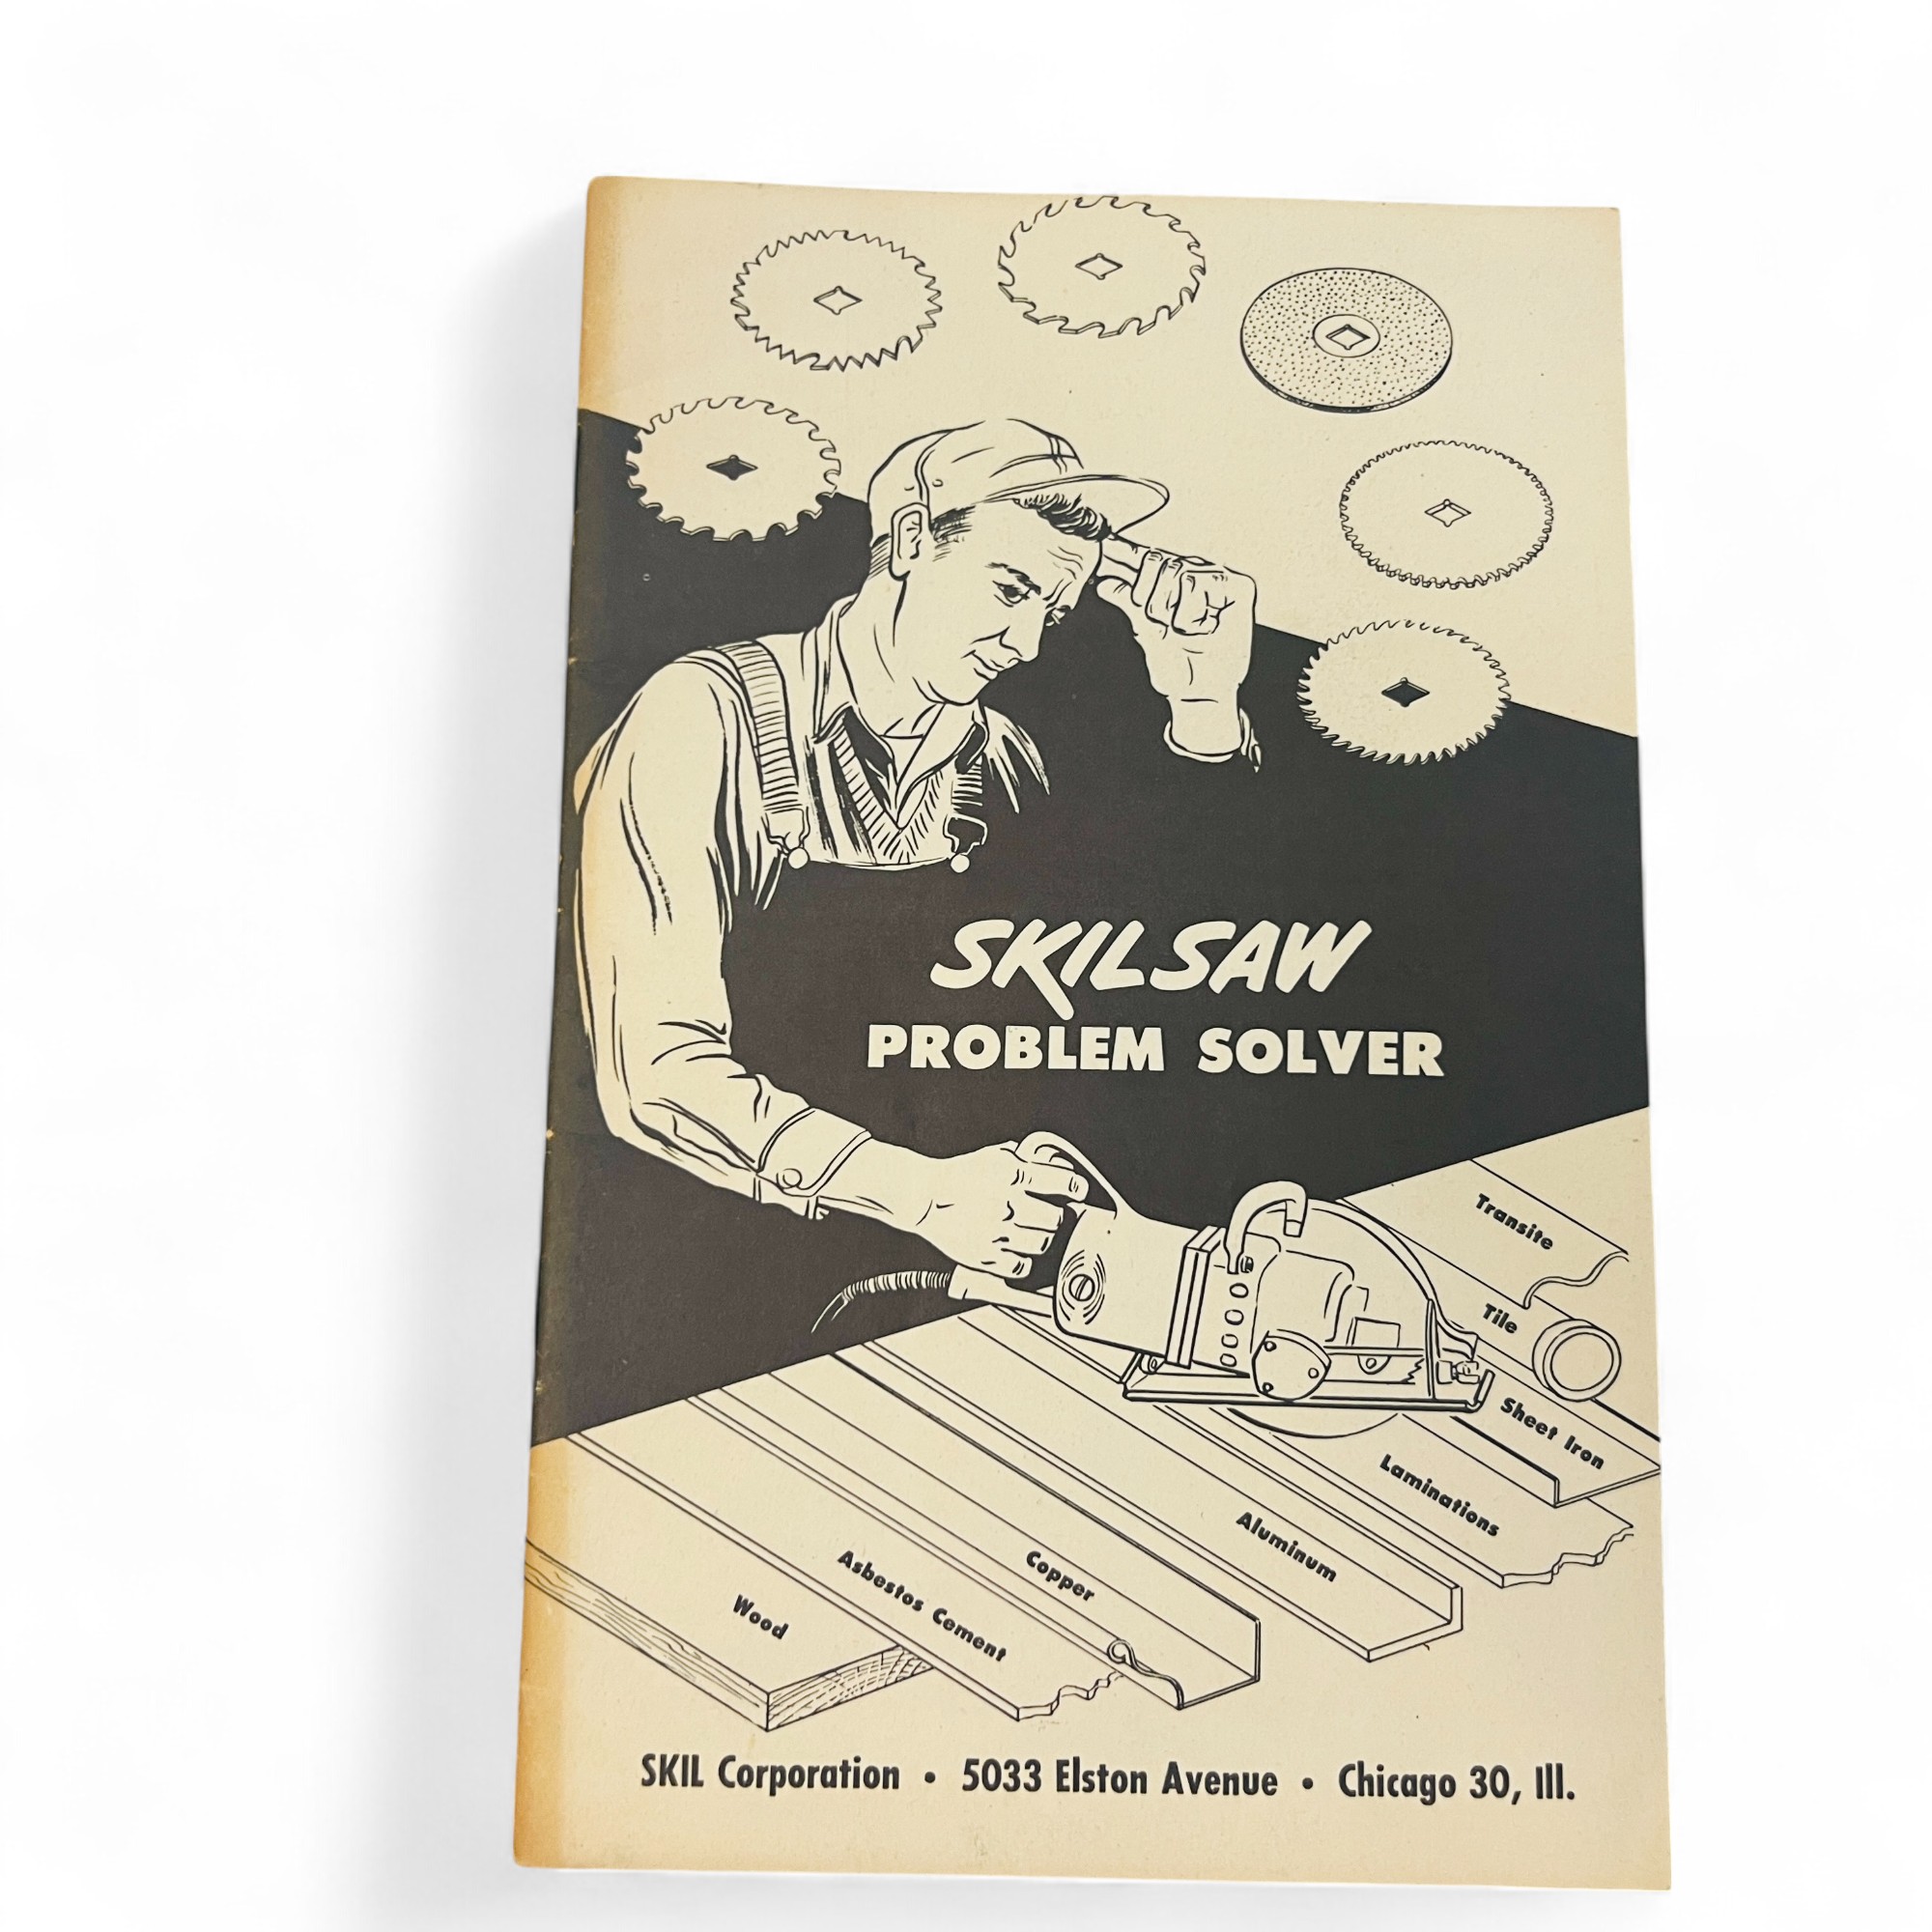 SKILSAW
PROBLEM SOLVER
Transite
Tile
Sheet Iron
Laminations
Aluminum
Copper
Asbestos Cement
Wood
SKIL Corporation • 5033 Elston Avenue • Chicago 30, Ill.